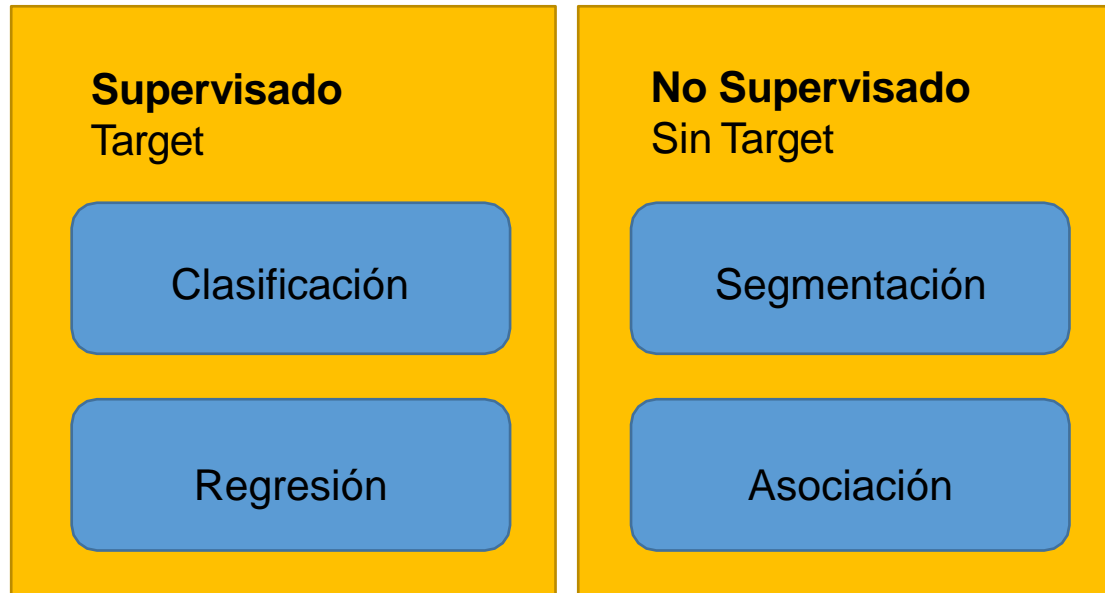 Supervisado
Target
Clasificación
Regresión
No Supervisado
Sin Target
Segmentación
Asociación